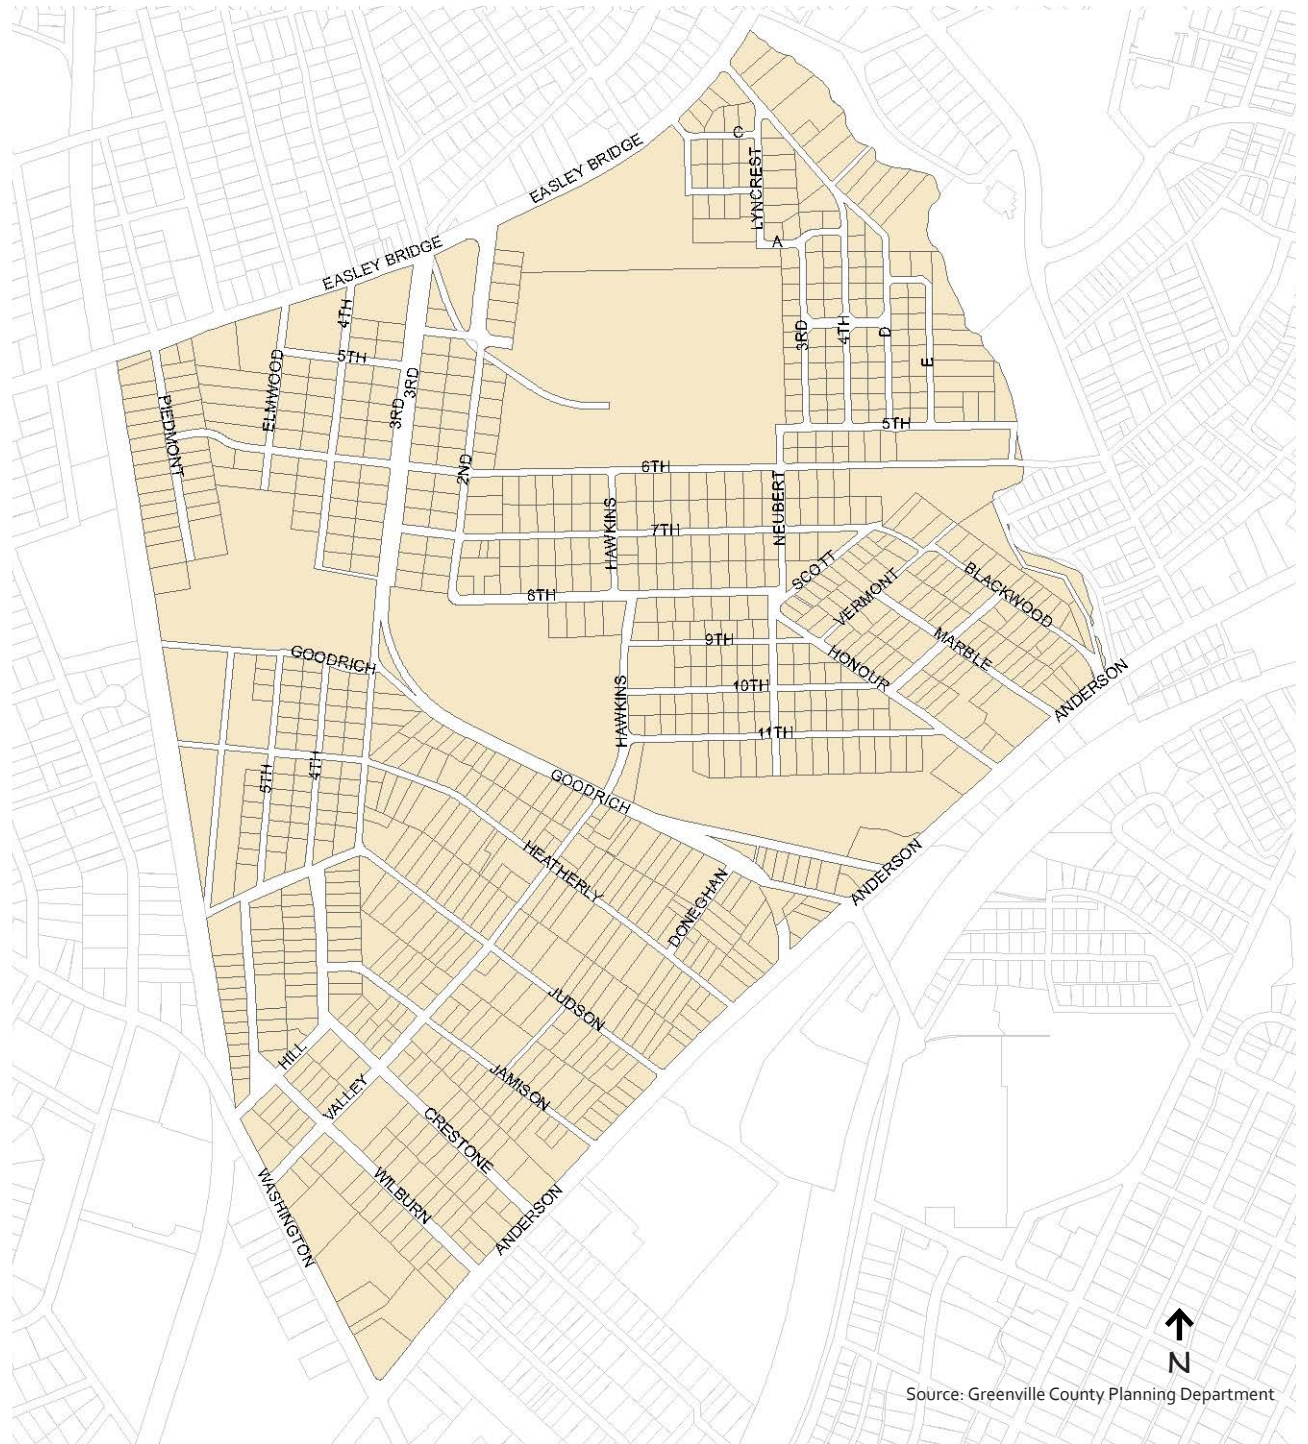 C
EASLEY BRIDGE
LYNCREST
A
EASLEY BRIDGE
4TH
3RD
4TH
D
5TH
E
ELMWOOD
3RD
3RD
PIEDMONT
5TH
2ND
6TH
NEUBERT
HAWKINS
7TH
SCOTT
BLACKWOOD
VERMONT
8TH
9TH
MARBLE
GOODRICH
HONOUR
10TH
ANDERSON
HAWKINS
11TH
4TH
5TH
GOODRICH
HEATHERLY
ANDERSON
DONEGHAN
JUDSON
HILL
JAMISON
VALLEY
CRESTONE
WILBURN
WASHINGTON
ANDERSON
N
Source: Greenville County Planning Department